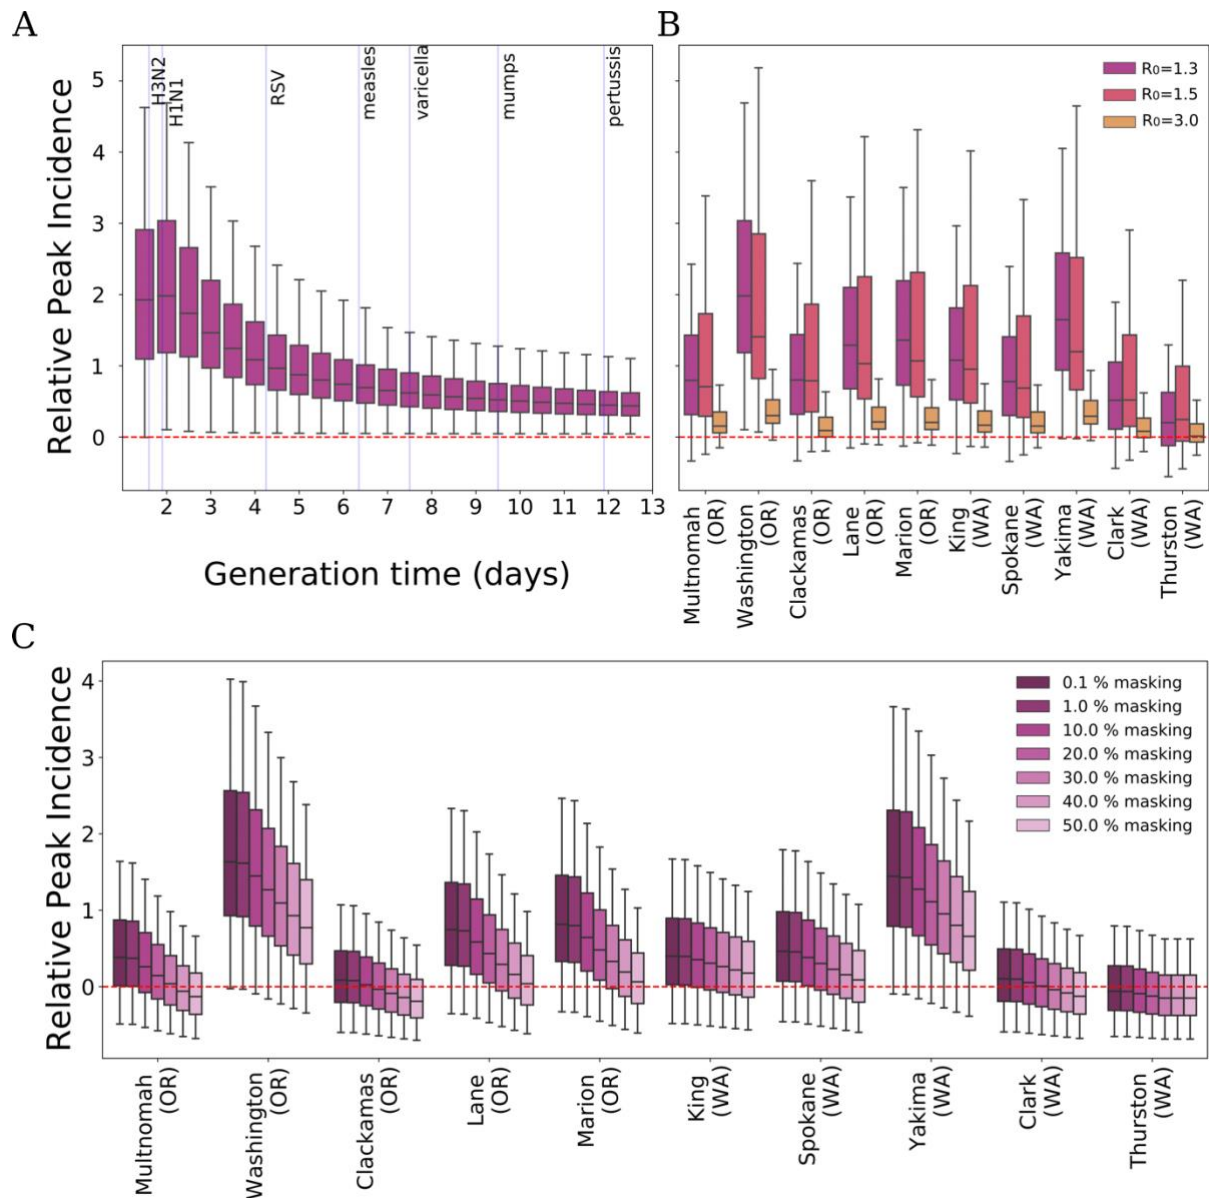 A
Relative Peak Incidence
5
4
3
2
1
0
H3N2
H1N1
RSV
measles
varicella
mumps
pertussis
2 3 4 5 6 7 8 9 10 11 12 13
Generation time (days)
B
R₀=1.3
R₀=1.5
R₀=3.0
Multnomah
(OR)
Washington
(OR)
Clackamas
(OR)
Lane
(OR)
Marion
(OR)
King
(WA)
Spokane
(WA)
Yakima
(WA)
Clark
(WA)
Thurston
(WA)
C
Relative Peak Incidence
4
3
2
1
0
0.1 % masking
1.0 % masking
10.0 % masking
20.0 % masking
30.0 % masking
40.0 % masking
50.0 % masking
Multnomah
(OR)
Washington
(OR)
Clackamas
(OR)
Lane
(OR)
Marion
(OR)
King
(WA)
Spokane
(WA)
Yakima
(WA)
Clark
(WA)
Thurston
(WA)